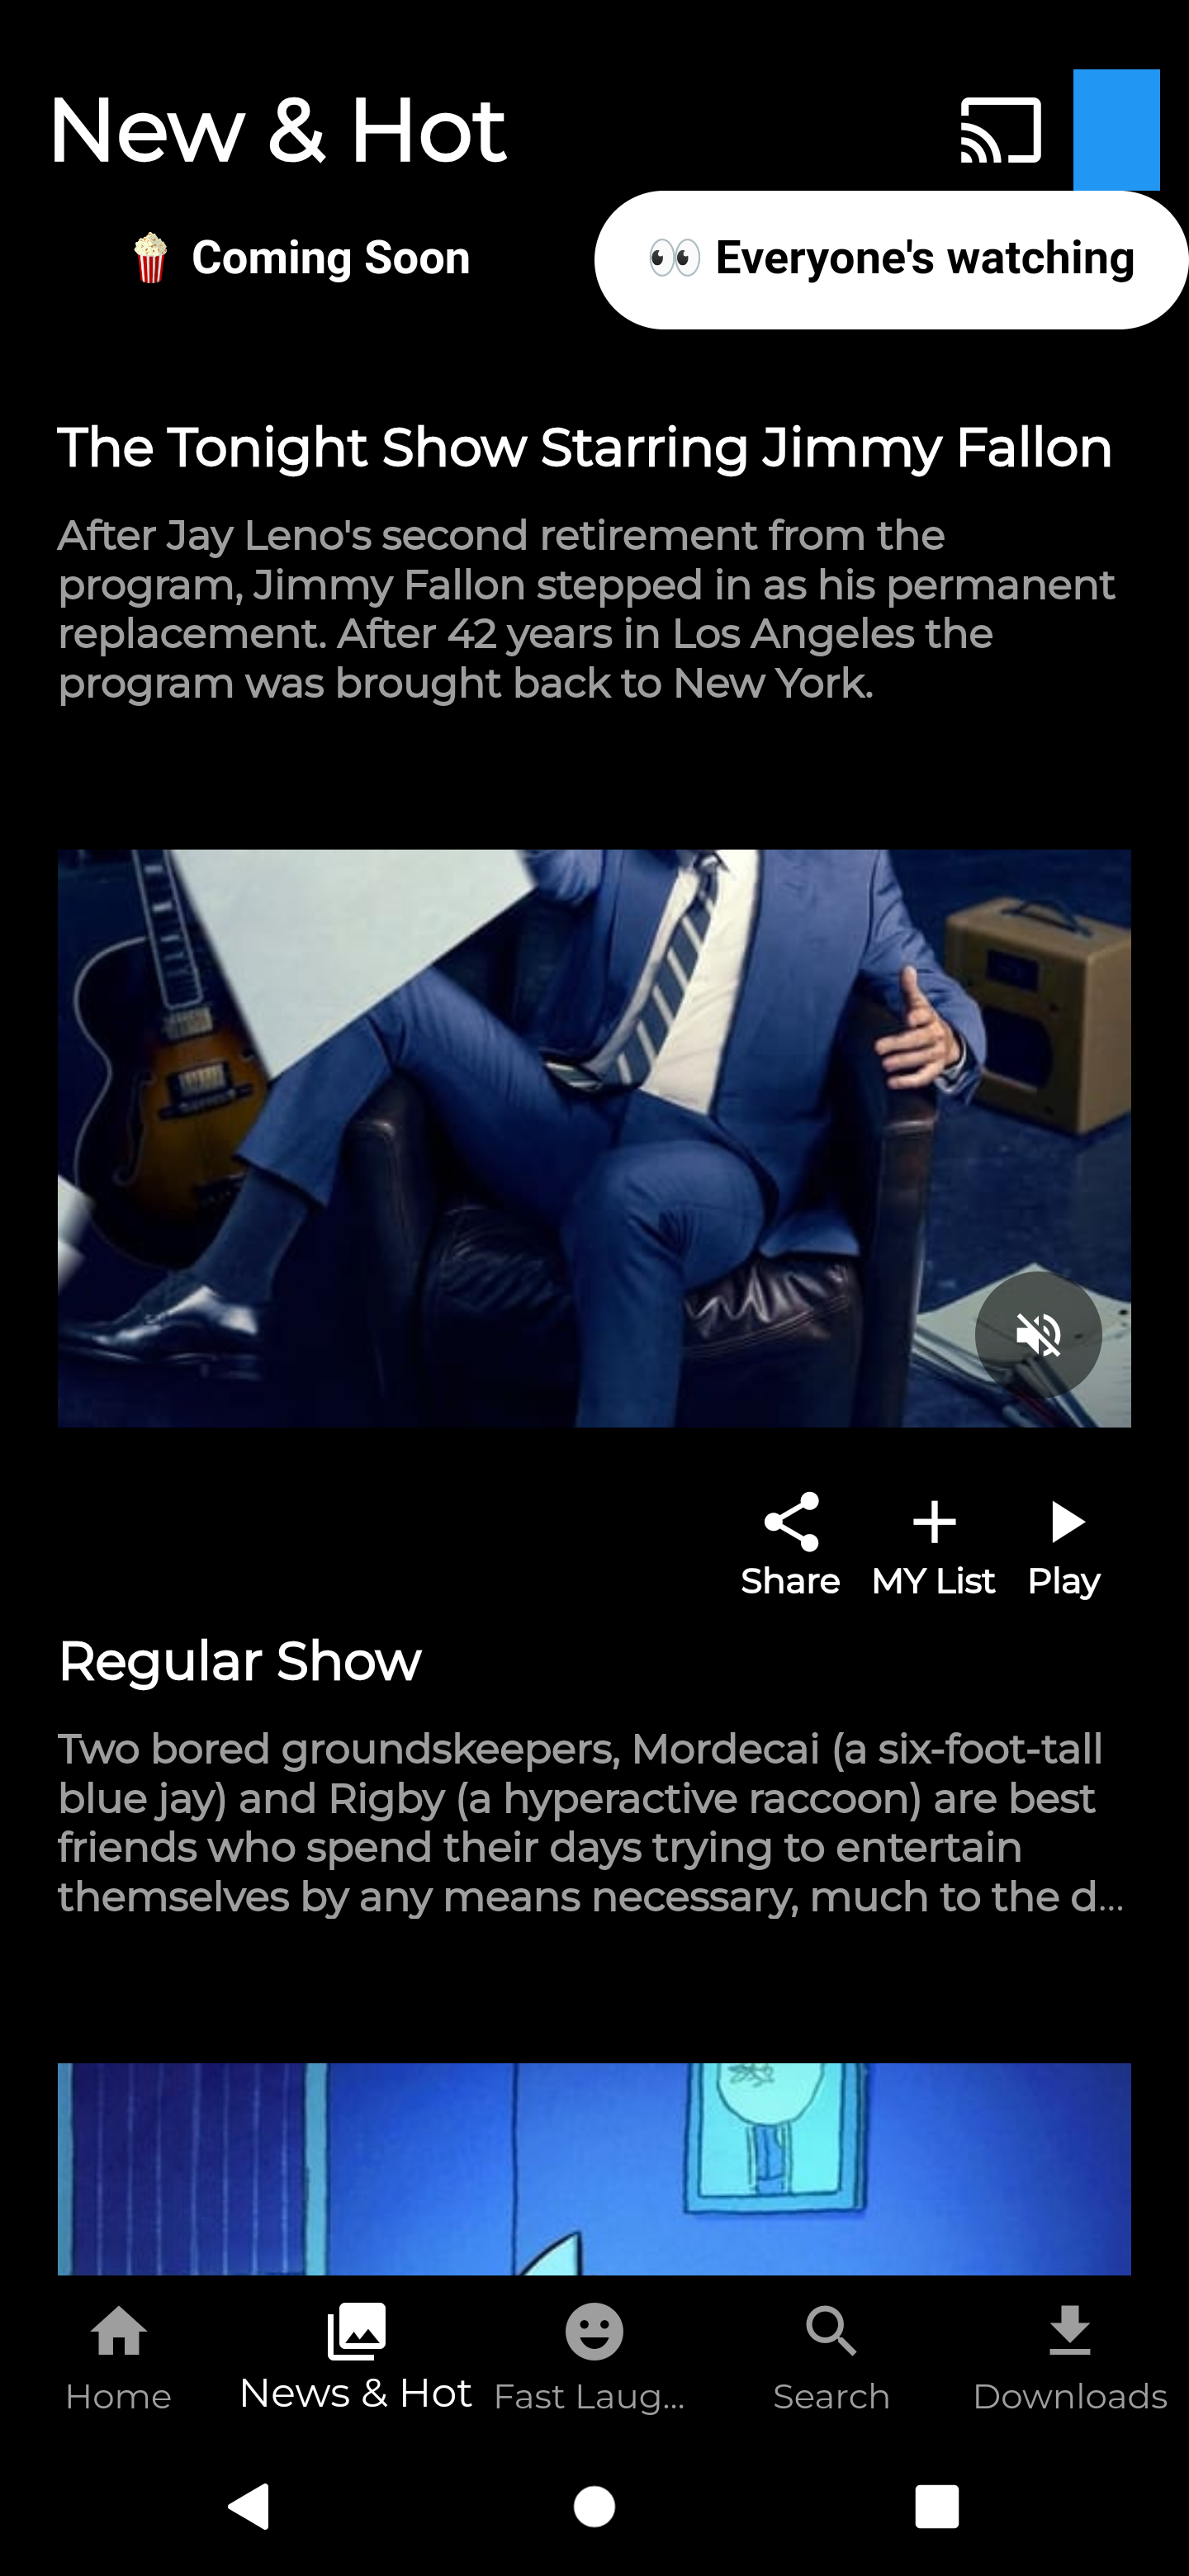 New & Hot
🍿 Coming Soon
👀 Everyone's watching
The Tonight Show Starring Jimmy Fallon
After Jay Leno's second retirement from the
program, Jimmy Fallon stepped in as his permanent
replacement. After 42 years in Los Angeles the
program was brought back to New York.
Share
MY List
Play
Regular Show
Two bored groundskeepers, Mordecai (a six-foot-tall
blue jay) and Rigby (a hyperactive raccoon) are best
friends who spend their days trying to entertain
themselves by any means necessary, much to the d...
Home
News & Hot
Fast Laug...
Search
Downloads